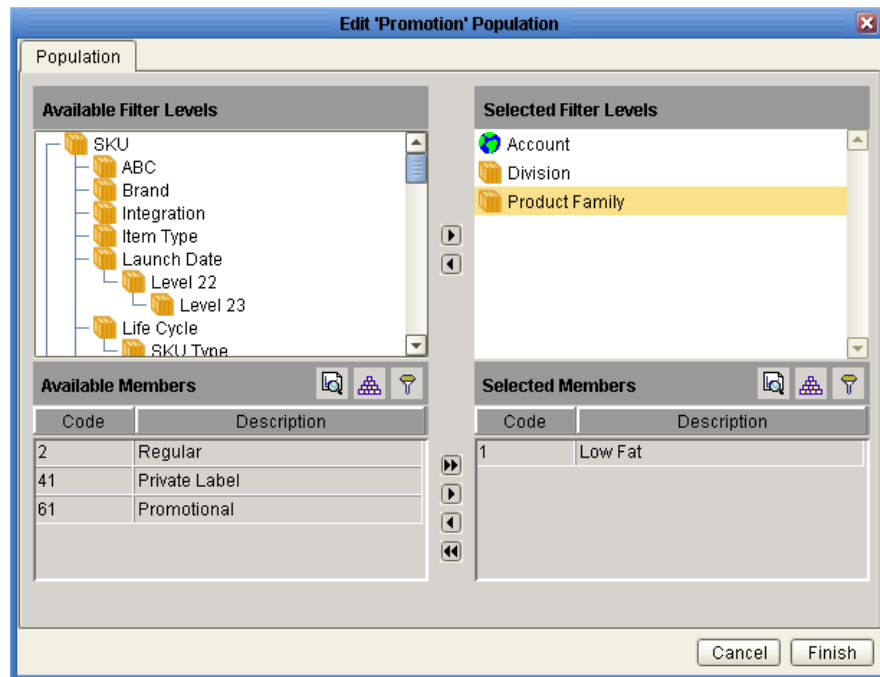 Edit 'Promotion' Population
Population
Available Filter Levels
SKU
ABC
Brand
Integration
Item Type
Launch Date
Level 22
Level 23
Life Cycle
SKU Type
Selected Filter Levels
Account
Division
Product Family
Available Members
Code Description
2 Regular
41 Private Label
61 Promotional
Selected Members
Code Description
1 Low Fat
Cancel Finish